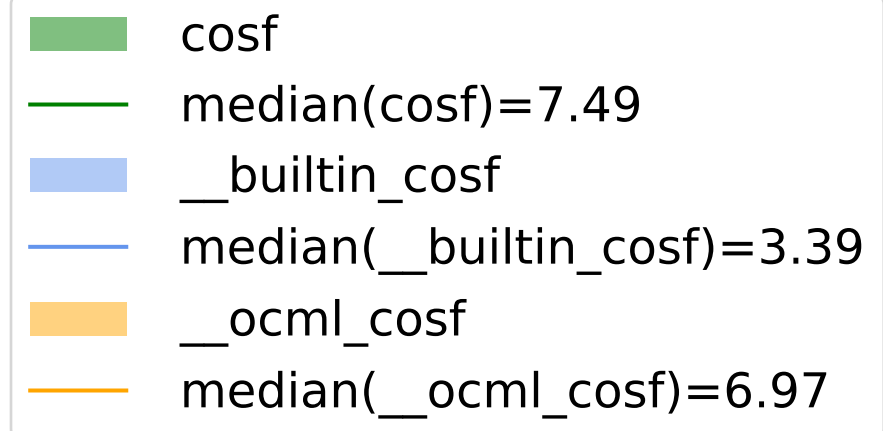 cosf
median(cosf)=7.49
__builtin_cosf
median(__builtin_cosf)=3.39
__ocml_cosf
median(__ocml_cosf)=6.97